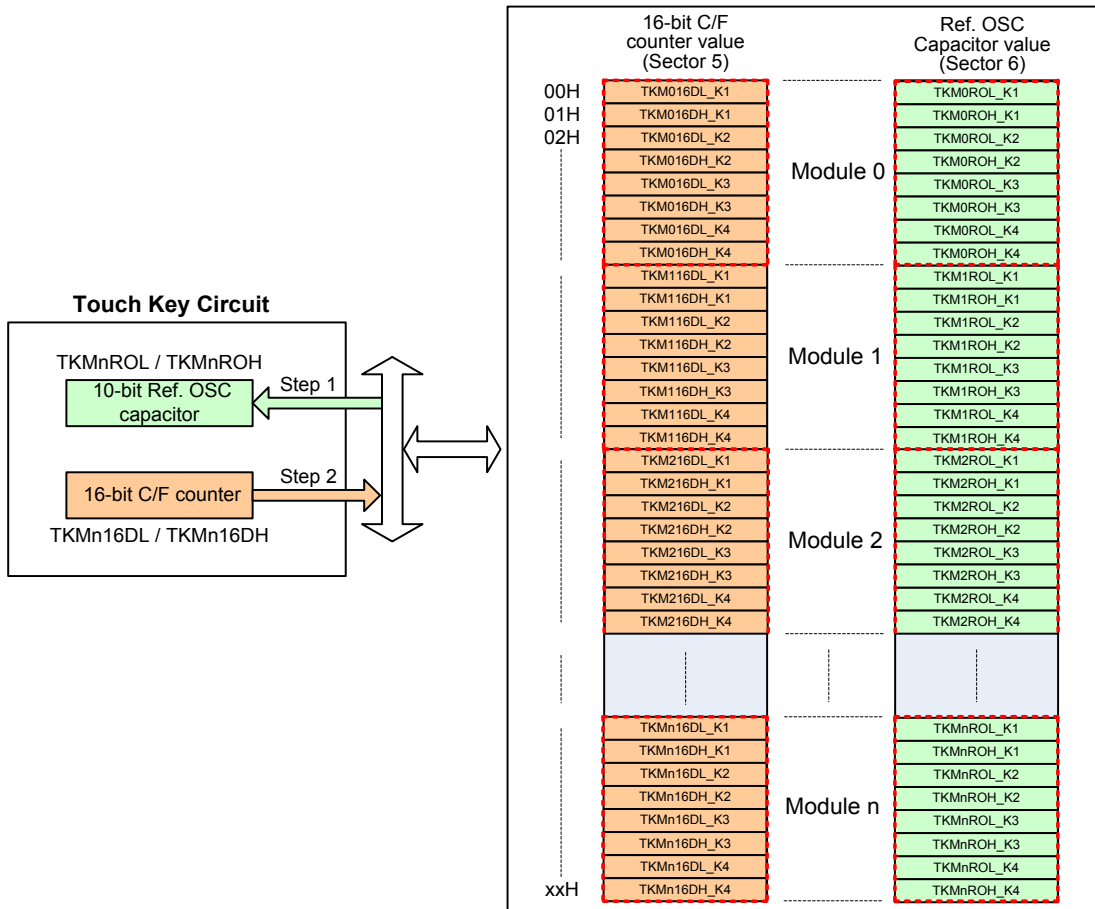 Touch Key Circuit
TKMnROL / TKMnROH
10-bit Ref. OSC
capacitor
Step 1
16-bit C/F counter
Step 2
TKMn16DL / TKMn16DH
16-bit C/F
counter value
(Sector 5)
Ref. OSC
Capacitor value
(Sector 6)
00H
01H
02H
xxH
TKM016DL_K1
TKM016DH_K1
TKM016DL_K2
TKM016DH_K2
TKM016DL_K3
TKM016DH_K3
TKM016DL_K4
TKM016DH_K4
TKM116DL_K1
TKM116DH_K1
TKM116DL_K2
TKM116DH_K2
TKM116DL_K3
TKM116DH_K3
TKM116DL_K4
TKM116DH_K4
TKM216DL_K1
TKM216DH_K1
TKM216DL_K2
TKM216DH_K2
TKM216DL_K3
TKM216DH_K3
TKM216DL_K4
TKM216DH_K4
TKMn16DL_K1
TKMn16DH_K1
TKMn16DL_K2
TKMn16DH_K2
TKMn16DL_K3
TKMn16DH_K3
TKMn16DL_K4
TKMn16DH_K4
Module 0
Module 1
Module 2
Module n
TKM0ROL_K1
TKM0ROH_K1
TKM0ROL_K2
TKM0ROH_K2
TKM0ROL_K3
TKM0ROH_K3
TKM0ROL_K4
TKM0ROH_K4
TKM1ROL_K1
TKM1ROH_K1
TKM1ROL_K2
TKM1ROH_K2
TKM1ROL_K3
TKM1ROH_K3
TKM1ROL_K4
TKM1ROH_K4
TKM2ROL_K1
TKM2ROH_K1
TKM2ROL_K2
TKM2ROH_K2
TKM2ROL_K3
TKM2ROH_K3
TKM2ROL_K4
TKM2ROH_K4
TKMnROL_K1
TKMnROH_K1
TKMnROL_K2
TKMnROH_K2
TKMnROL_K3
TKMnROH_K3
TKMnROL_K4
TKMnROH_K4